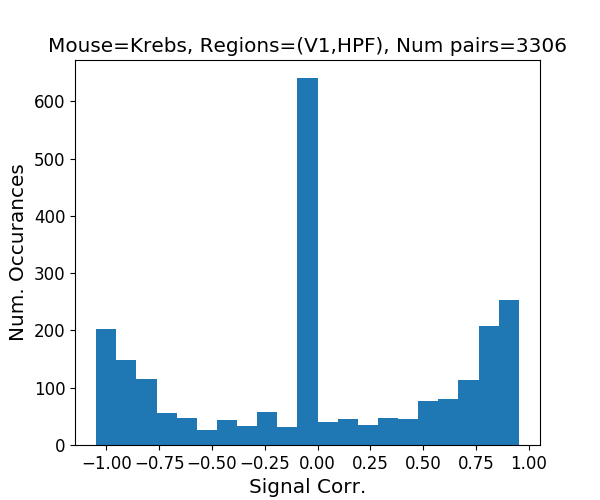 Mouse=Krebs, Regions=(V1,HPF), Num pairs=3306
600
500
400
300
200
100
0
Num. Occurances
−1.00 −0.75 −0.50 −0.25 0.00 0.25 0.50 0.75 1.00
Signal Corr.